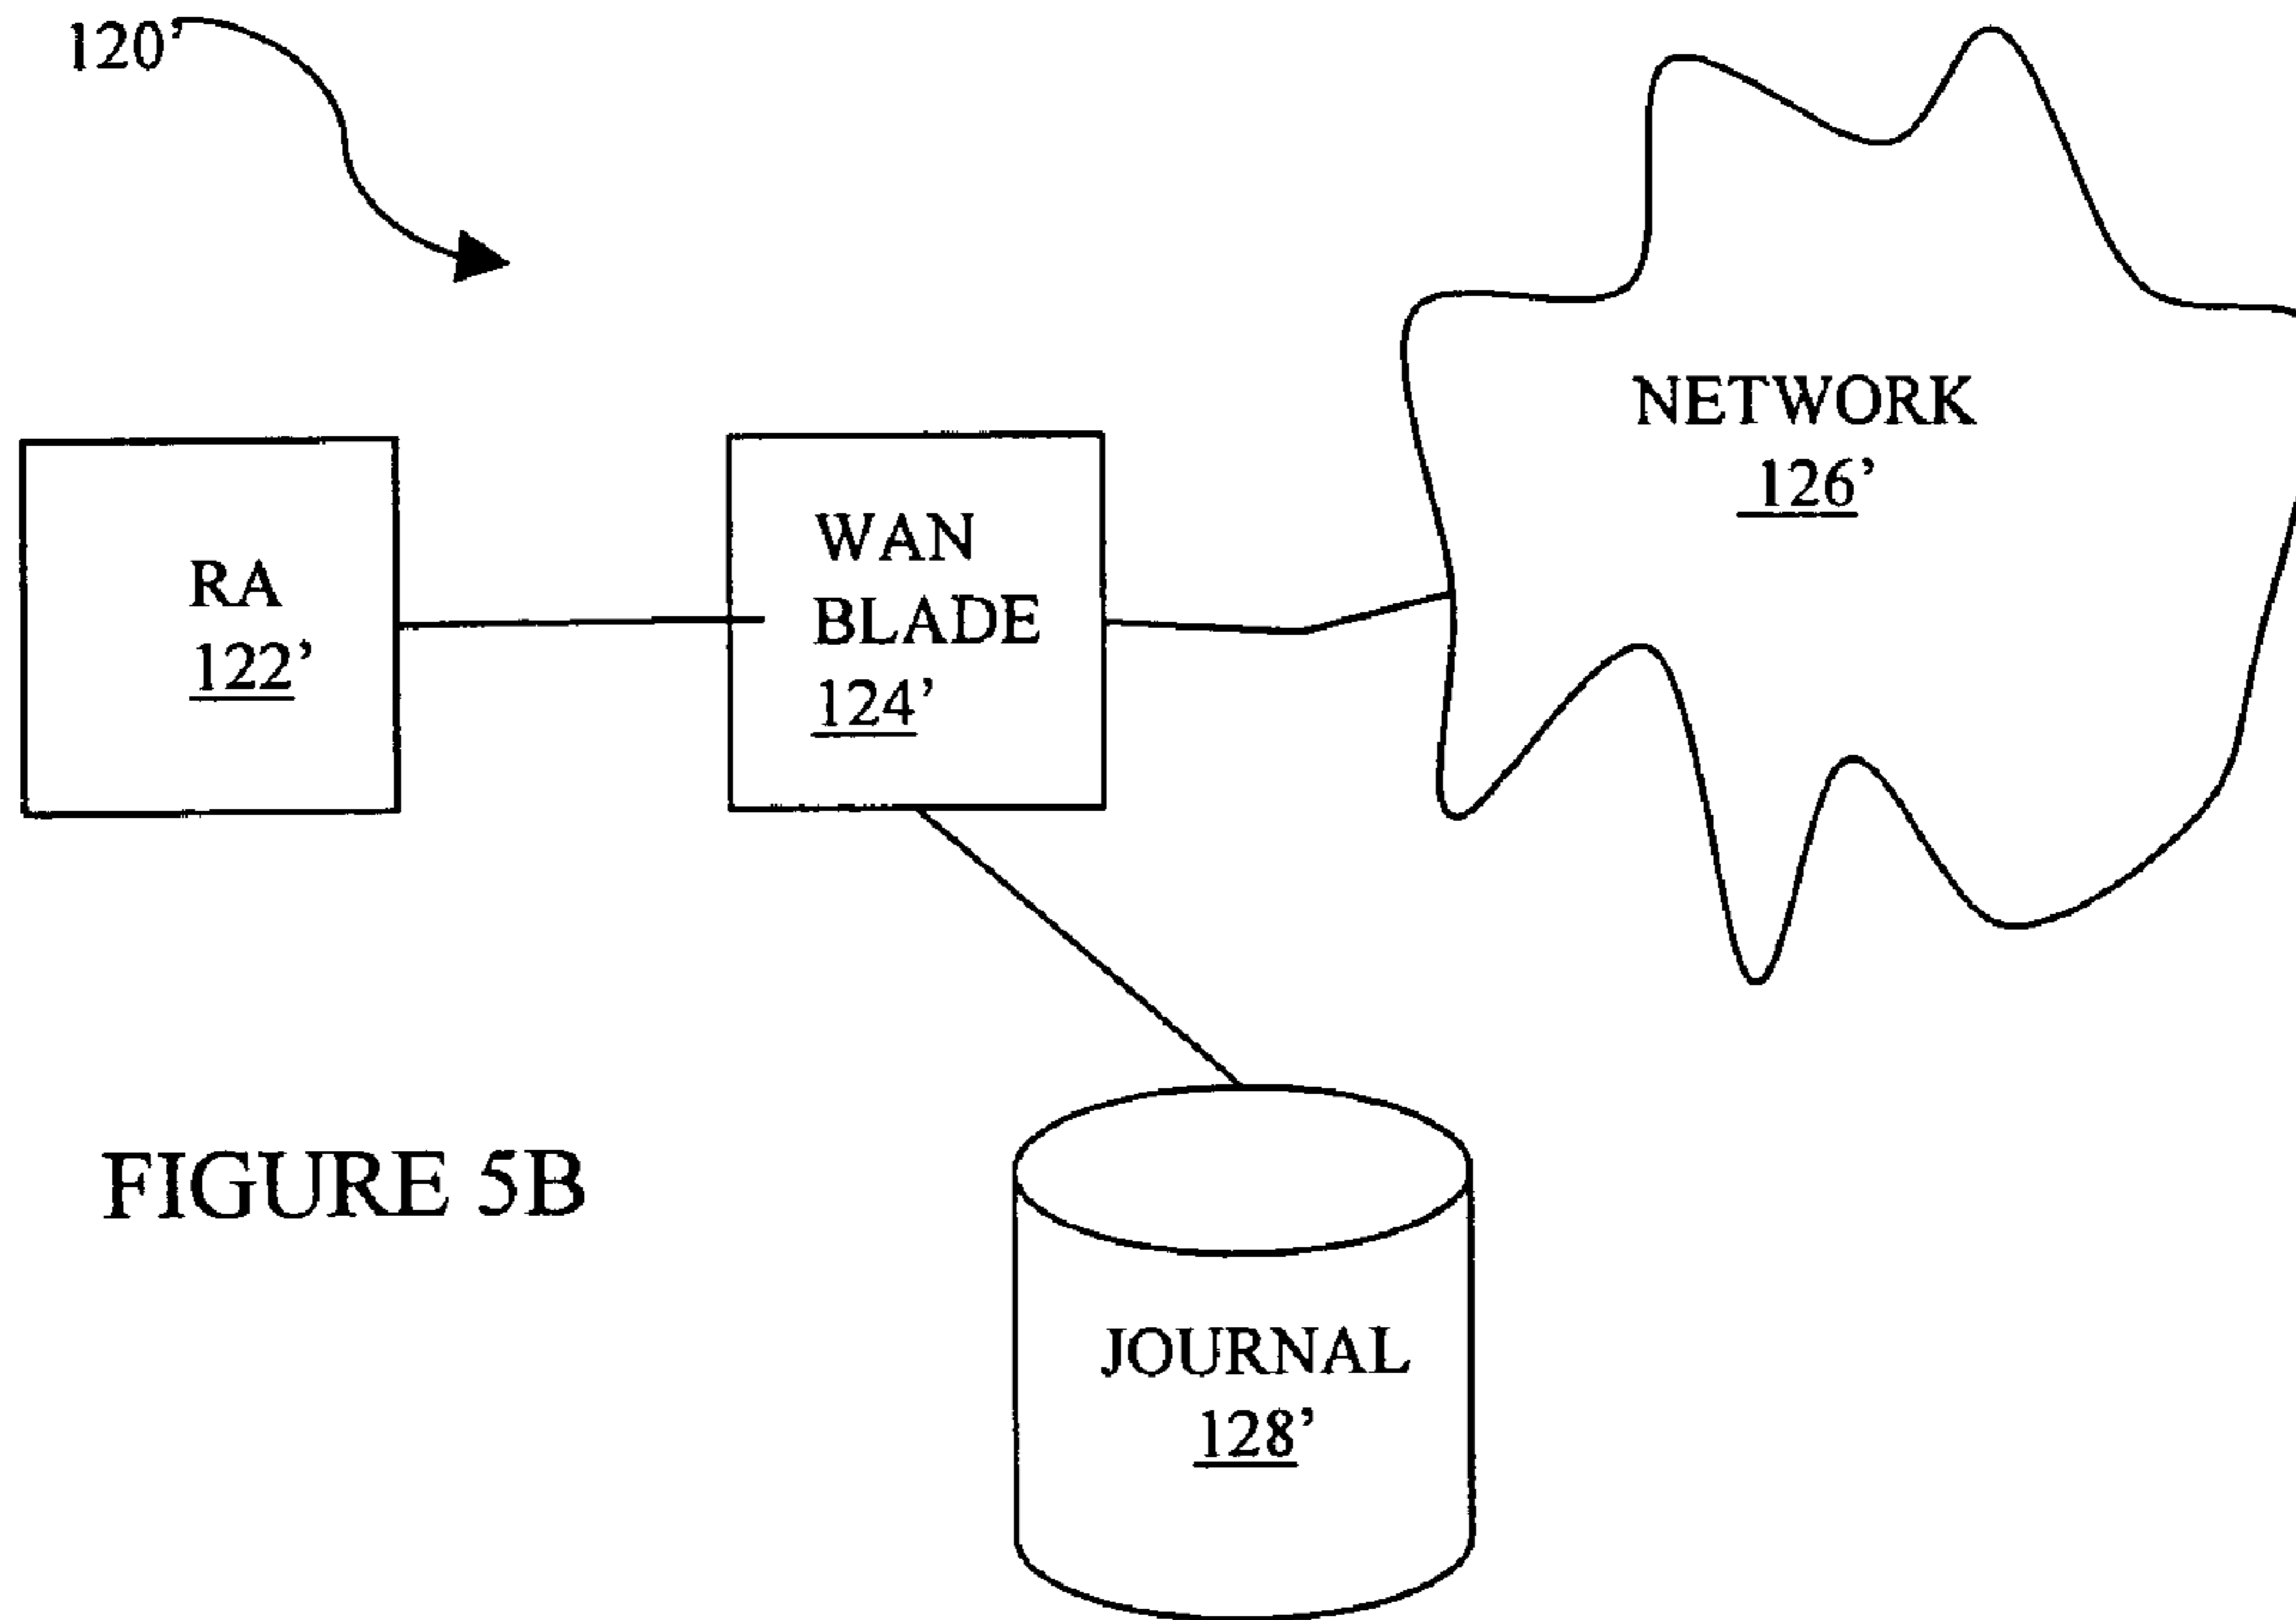 120’
NETWORK
126’
WAN
BLADE
124’
RA
122’
FIGURE 5B
JOURNAL
128’